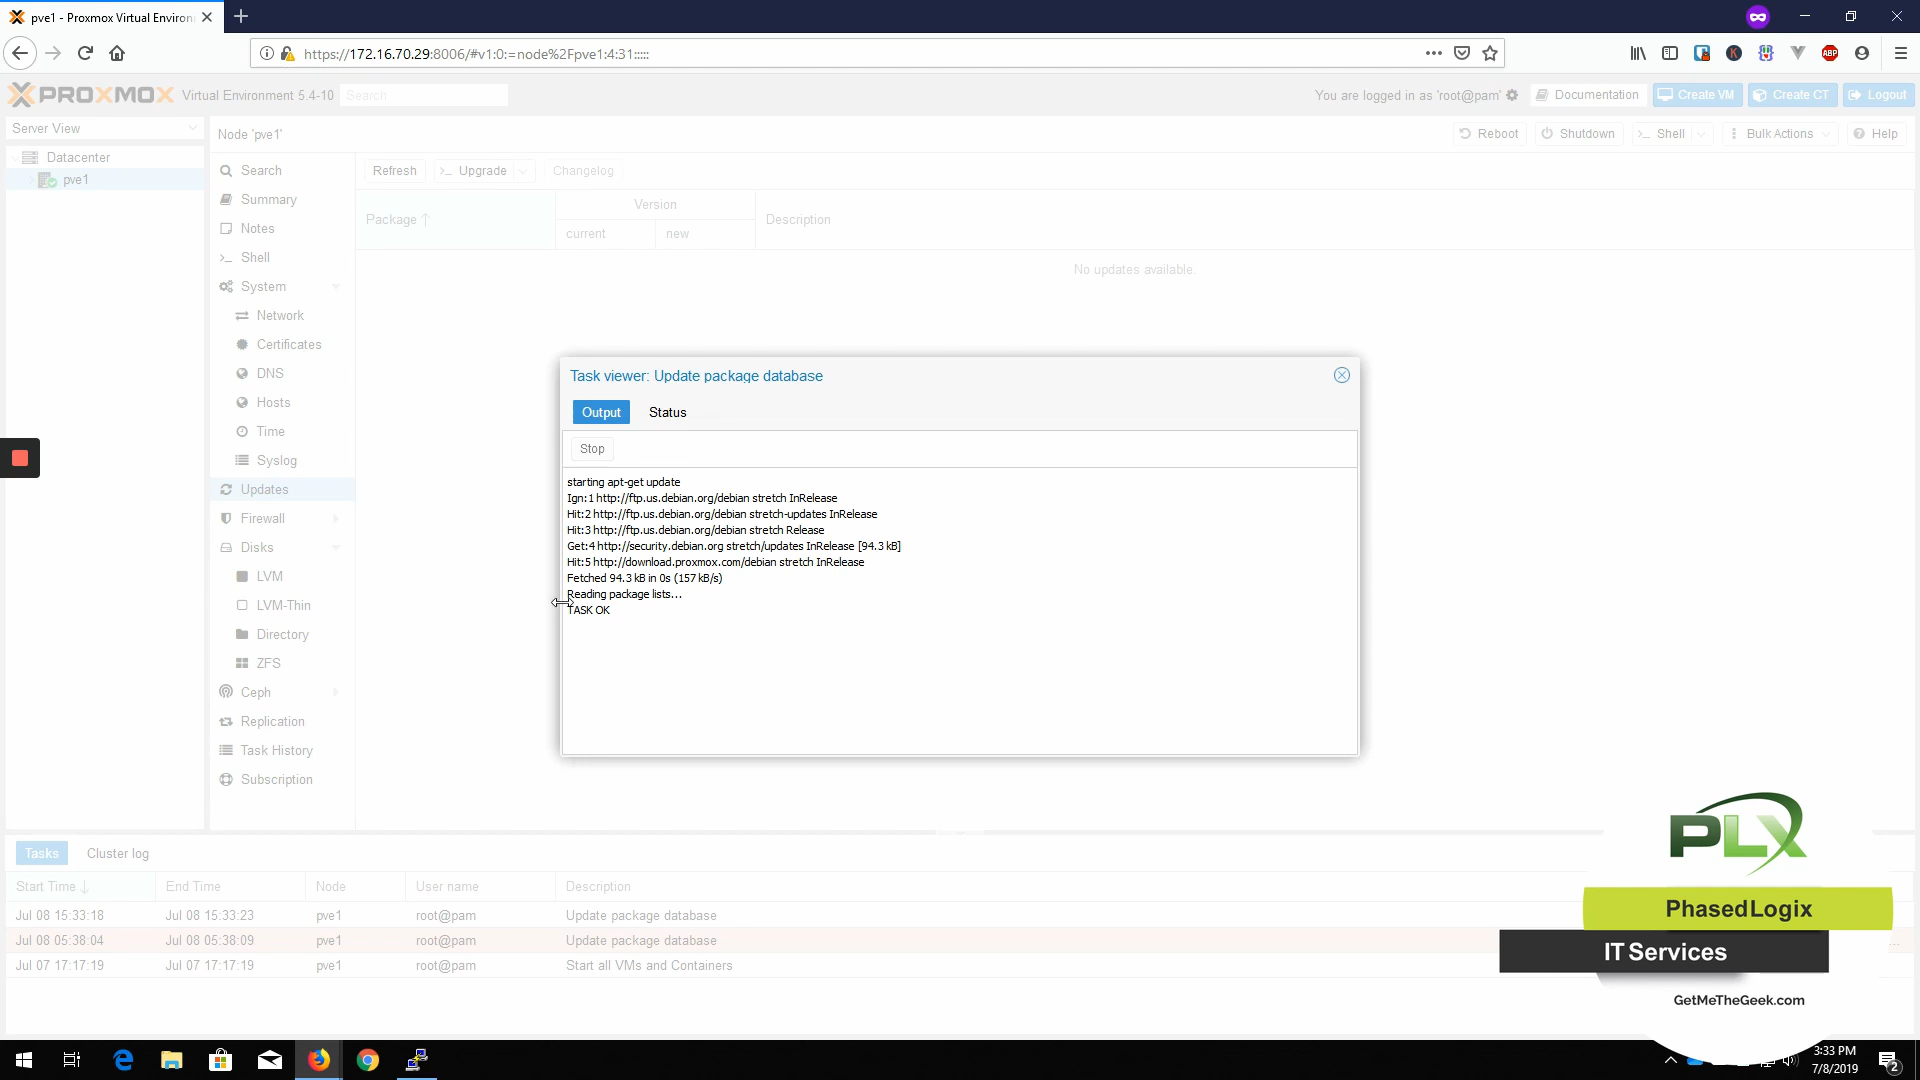 pve1 - Proxmox Virtual Environ
https://172.16.70.29:8006/#v1:0:=node%2Fpve1:4:31:::::
PROXMOX Virtual Environment 5.4-10 Search
You are logged in as 'root@pam' Documentation Create VM Create CT Logout
Server View
Node 'pve1'
Reboot Shutdown Shell Bulk Actions Help
Datacenter
pve1
Search
Summary
Notes
Shell
System
Network
Certificates
DNS
Hosts
Time
Syslog
Updates
Firewall
Disks
LVM
LVM-Thin
Directory
ZFS
Ceph
Replication
Task History
Subscription
Refresh Upgrade Changelog
Package Version Description
current new
No updates available.
Task viewer: Update package database
Output Status
Stop
starting apt-get update
Ign:1 http://ftp.us.debian.org/debian stretch InRelease
Hit:2 http://ftp.us.debian.org/debian stretch-updates InRelease
Hit:3 http://ftp.us.debian.org/debian stretch Release
Get:4 http://security.debian.org stretch/updates InRelease [94.3 kB]
Hit:5 http://download.proxmox.com/debian stretch InRelease
Fetched 94.3 kB in 0s (157 kB/s)
Reading package lists...
TASK OK
Tasks Cluster log
Start Time End Time Node User name Description
Jul 08 15:33:18 Jul 08 15:33:23 pve1 root@pam Update package database
Jul 08 05:38:04 Jul 08 05:38:09 pve1 root@pam Update package database
Jul 07 17:17:19 Jul 07 17:17:19 pve1 root@pam Start all VMs and Containers
PLX
PhasedLogix
IT Services
GetMeTheGeek.com
ABP
K
3:33 PM
7/8/2019
2